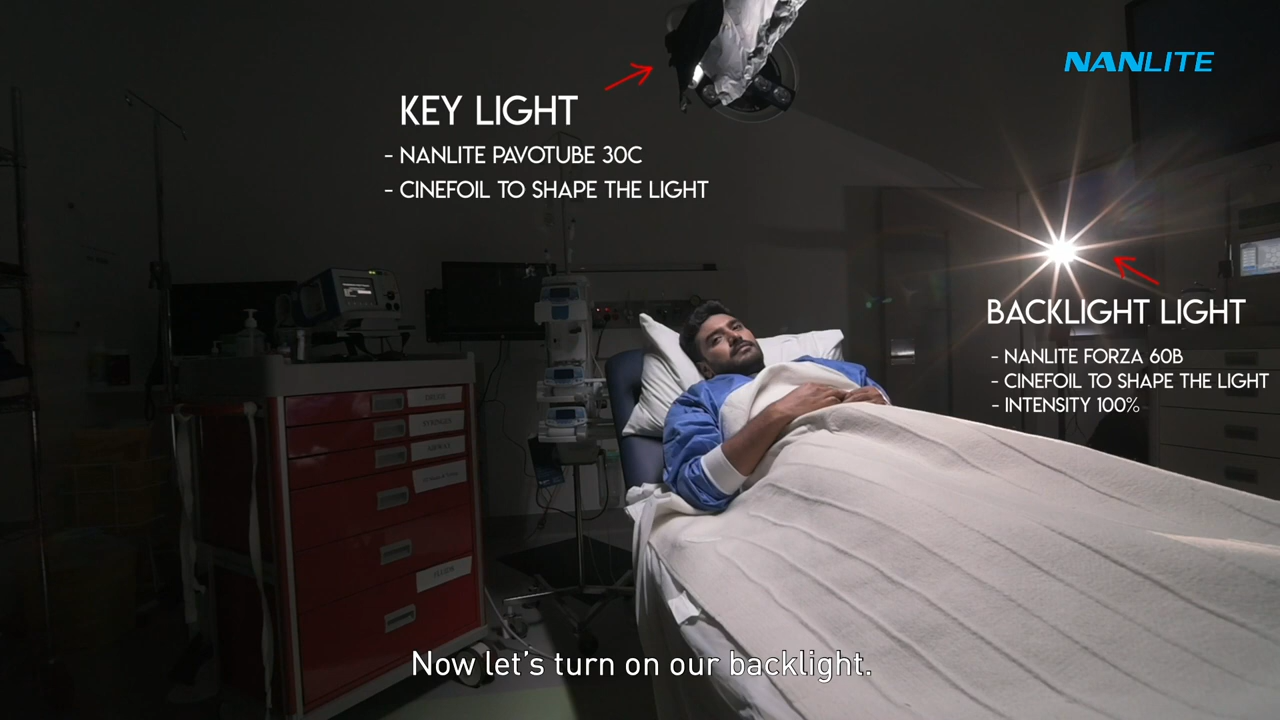 NANLITE
KEY LIGHT
- NANLITE PAVOTUBE 30C
- CINEFOIL TO SHAPE THE LIGHT
BACKLIGHT LIGHT
- NANLITE FORZA 60B
- CINEFOIL TO SHAPE THE LIGHT
- INTENSITY 100%
Now let's turn on our backlight.